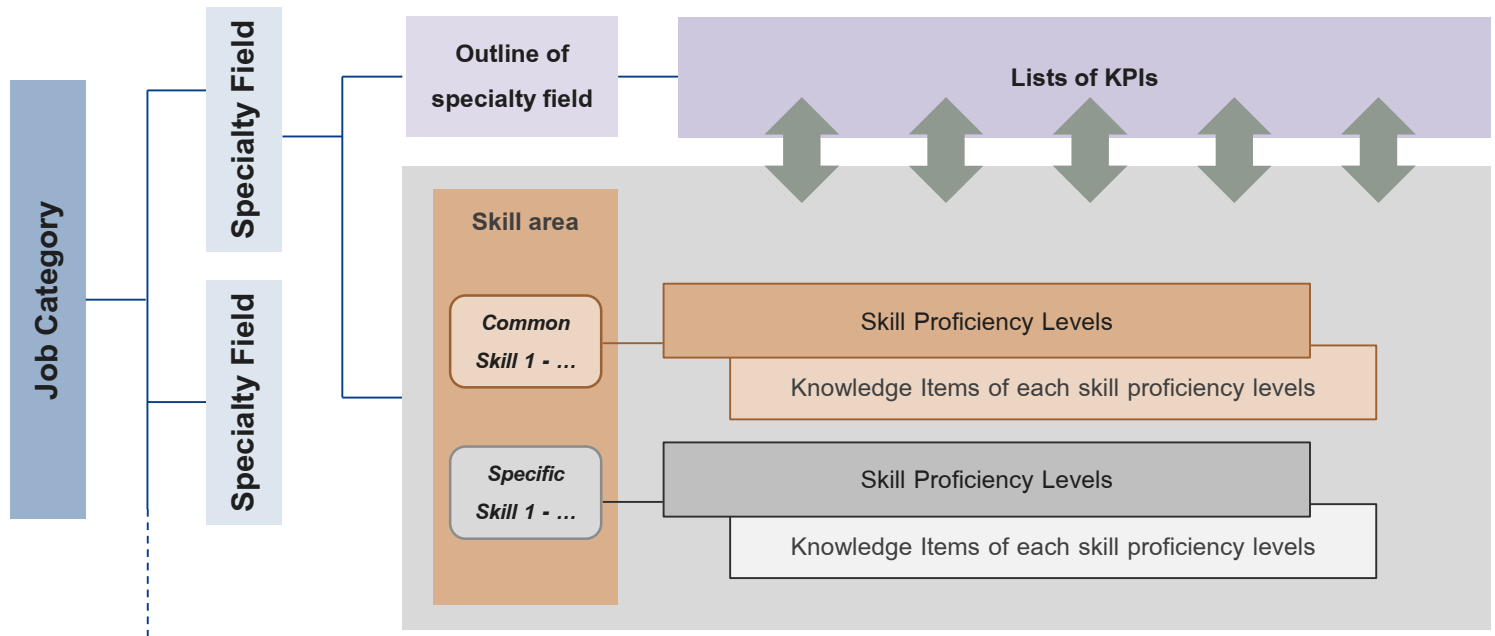 Job Category
Specialty Field
Specialty Field
Outline of
specialty field
Lists of KPIs
Skill area
Common
Skill 1 - …
Skill Proficiency Levels
Knowledge Items of each skill proficiency levels
Specific
Skill 1 - …
Skill Proficiency Levels
Knowledge Items of each skill proficiency levels